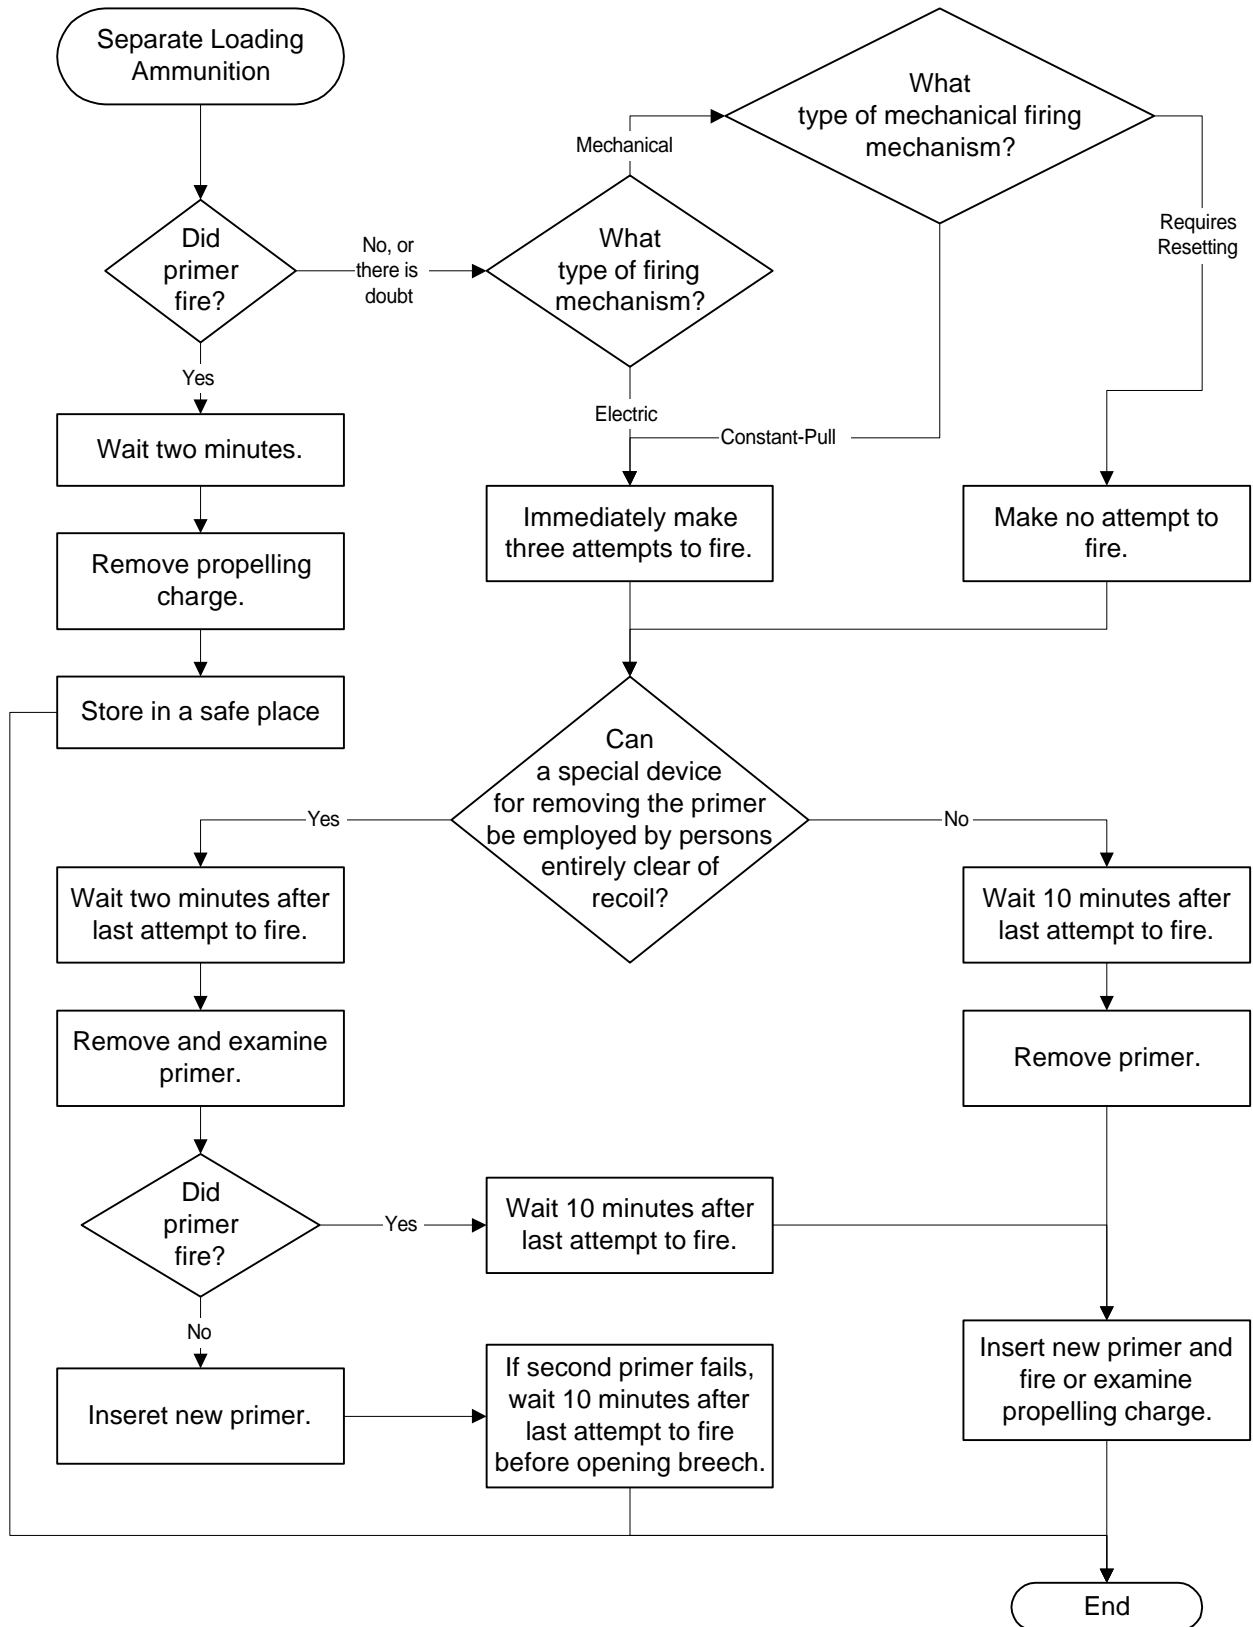 Separate Loading
Ammunition
Did
primer
fire?
No, or
there is
doubt
What
type of firing
mechanism?
Mechanical
What
type of mechanical firing
mechanism?
Requires
Resetting
Yes
Electric
Constant-Pull
Wait two minutes.
Immediately make
three attempts to fire.
Make no attempt to
fire.
Remove propelling
charge.
Store in a safe place
Can
a special device
for removing the primer
be employed by persons
entirely clear of
recoil?
Yes
No
Wait two minutes after
last attempt to fire.
Wait 10 minutes after
last attempt to fire.
Remove and examine
primer.
Remove primer.
Did
primer
fire?
Yes
Wait 10 minutes after
last attempt to fire.
No
Inseret new primer.
If second primer fails,
wait 10 minutes after
last attempt to fire
before opening breech.
Insert new primer and
fire or examine
propelling charge.
End